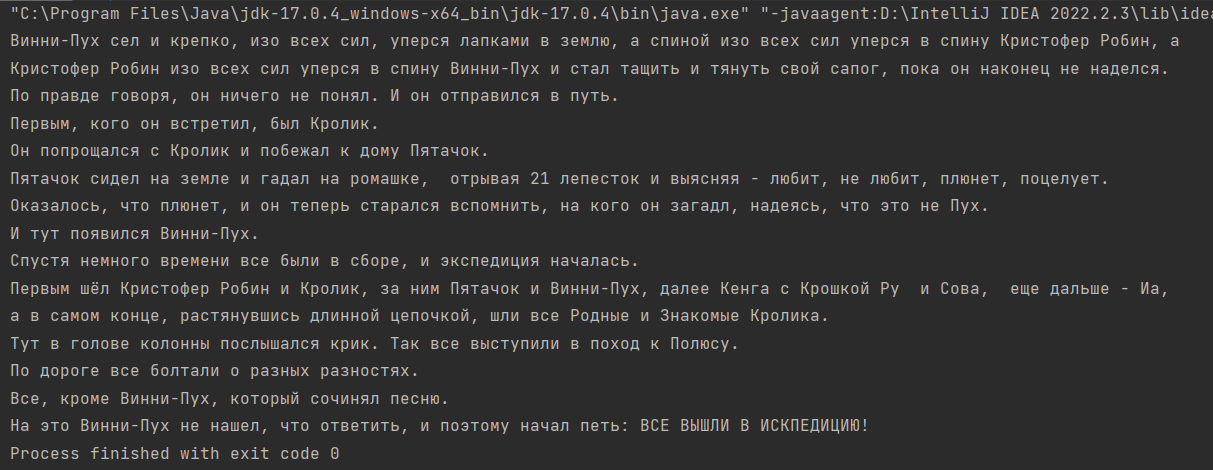 "C:\Program Files\Java\jdk-17.0.4_windows-x64_bin\jdk-17.0.4\bin\java.exe" "-javaagent:D:\IntelliJ IDEA 2022.2.3\lib\idea
Винни-Пух сел и крепко, изо всех сил, уперся лапками в землю, а спиной изо всех сил уперся в спину Кристофер Робин, а
Кристофер Робин изо всех сил уперся в спину Винни-Пух и стал тащить и тянуть свой сапог, пока он наконец не наделся.
По правде говоря, он ничего не понял. И он отправился в путь.
Первым, кого он встретил, был Кролик.
Он попрощался с Кролик и побежал к дому Пятачок.
Пятачок сидел на земле и гадал на ромашке,  отрывая 21 лепесток и выясняя - любит, не любит, плюнет, поцелует.
Оказалось, что плюнет, и он теперь старался вспомнить, на кого он загадл, надеясь, что это не Пух.
И тут появился Винни-Пух.
Спустя немного времени все были в сборе, и экспедиция началась.
Первым шёл Кристофер Робин и Кролик, за ним Пятачок и Винни-Пух, далее Кенга с Крошкой Ру  и Сова,  еще дальше - Иа,
а в самом конце, растянувшись длинной цепочкой, шли все Родные и Знакомые Кролика.
Тут в голове колонны послышался крик. Так все выступили в поход к Полюсу.
По дороге все болтали о разных разностях.
Все, кроме Винни-Пух, который сочинял песню.
На это Винни-Пух не нашел, что ответить, и поэтому начал петь: ВСЕ ВЫШЛИ В ИСКПЕДИЦИЮ!
Process finished with exit code 0